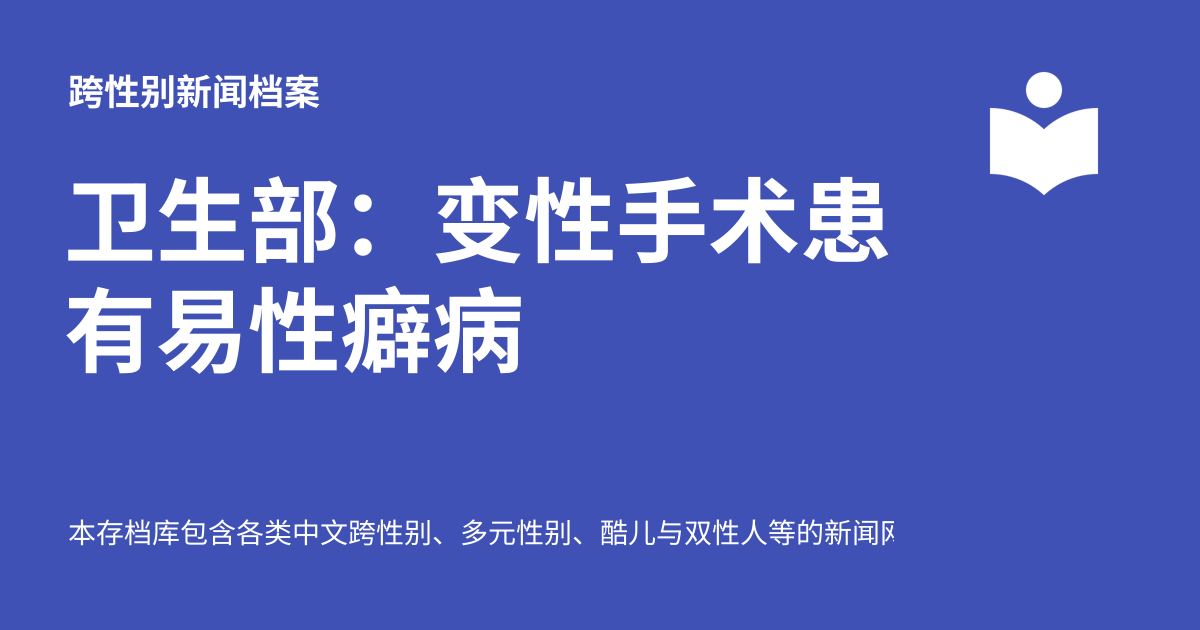 跨性别新闻档案
卫生部：变性手术患
有易性癖病
本存档库包含各类中文跨性别、多元性别、酷儿与双性人等的新闻网